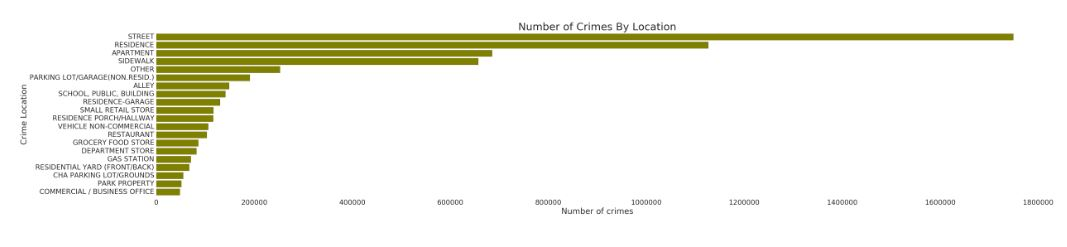 Number of Crimes By Location
Crime Location
STREET
RESIDENCE
APARTMENT
SIDEWALK
OTHER
PARKING LOT/GARAGE(NON.RESID.)
ALLEY
SCHOOL, PUBLIC, BUILDING
RESIDENCE-GARAGE
SMALL RETAIL STORE
RESIDENCE PORCH/HALLWAY
VEHICLE NON-COMMERCIAL
RESTAURANT
GROCERY FOOD STORE
DEPARTMENT STORE
GAS STATION
RESIDENTIAL YARD (FRONT/BACK)
CHA PARKING LOT/GROUNDS
PARK PROPERTY
COMMERCIAL / BUSINESS OFFICE
0 200000 400000 600000 800000 1000000 1200000 1400000 1600000 1800000
Number of crimes